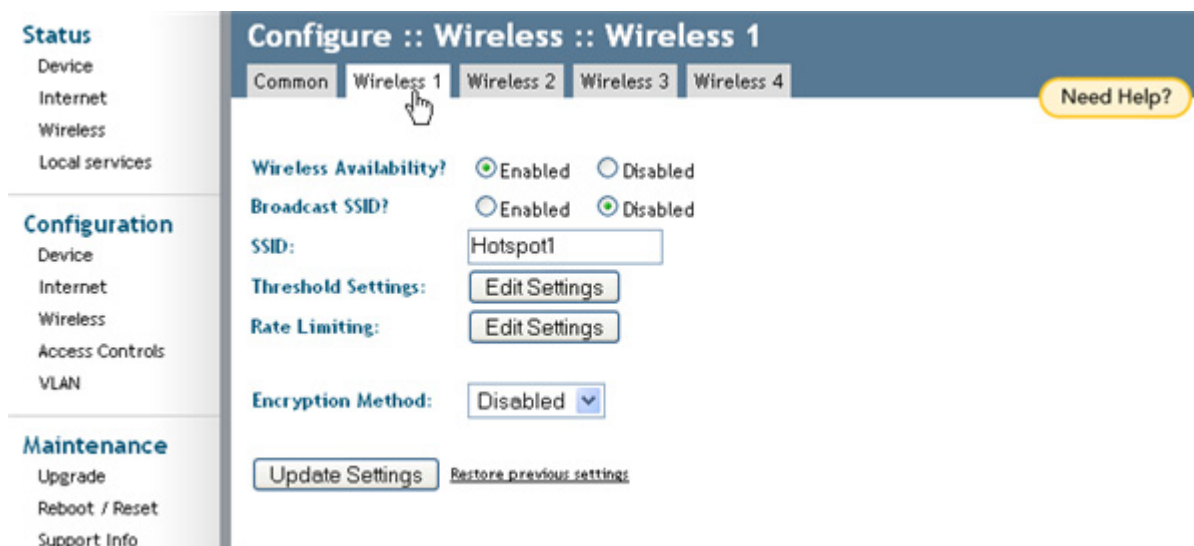 Status
Device
Internet
Wireless
Local services
Configuration
Device
Internet
Wireless
Access Controls
VLAN
Maintenance
Upgrade
Reboot / Reset
Support Info
Configure :: Wireless :: Wireless 1
Common Wireless 1 Wireless 2 Wireless 3 Wireless 4
Need Help?
Wireless Availability? Enabled Disabled
Broadcast SSID? Enabled Disabled
SSID: Hotspot1
Threshold Settings: Edit Settings
Rate Limiting: Edit Settings
Encryption Method: Disabled
Update Settings Restore previous settings